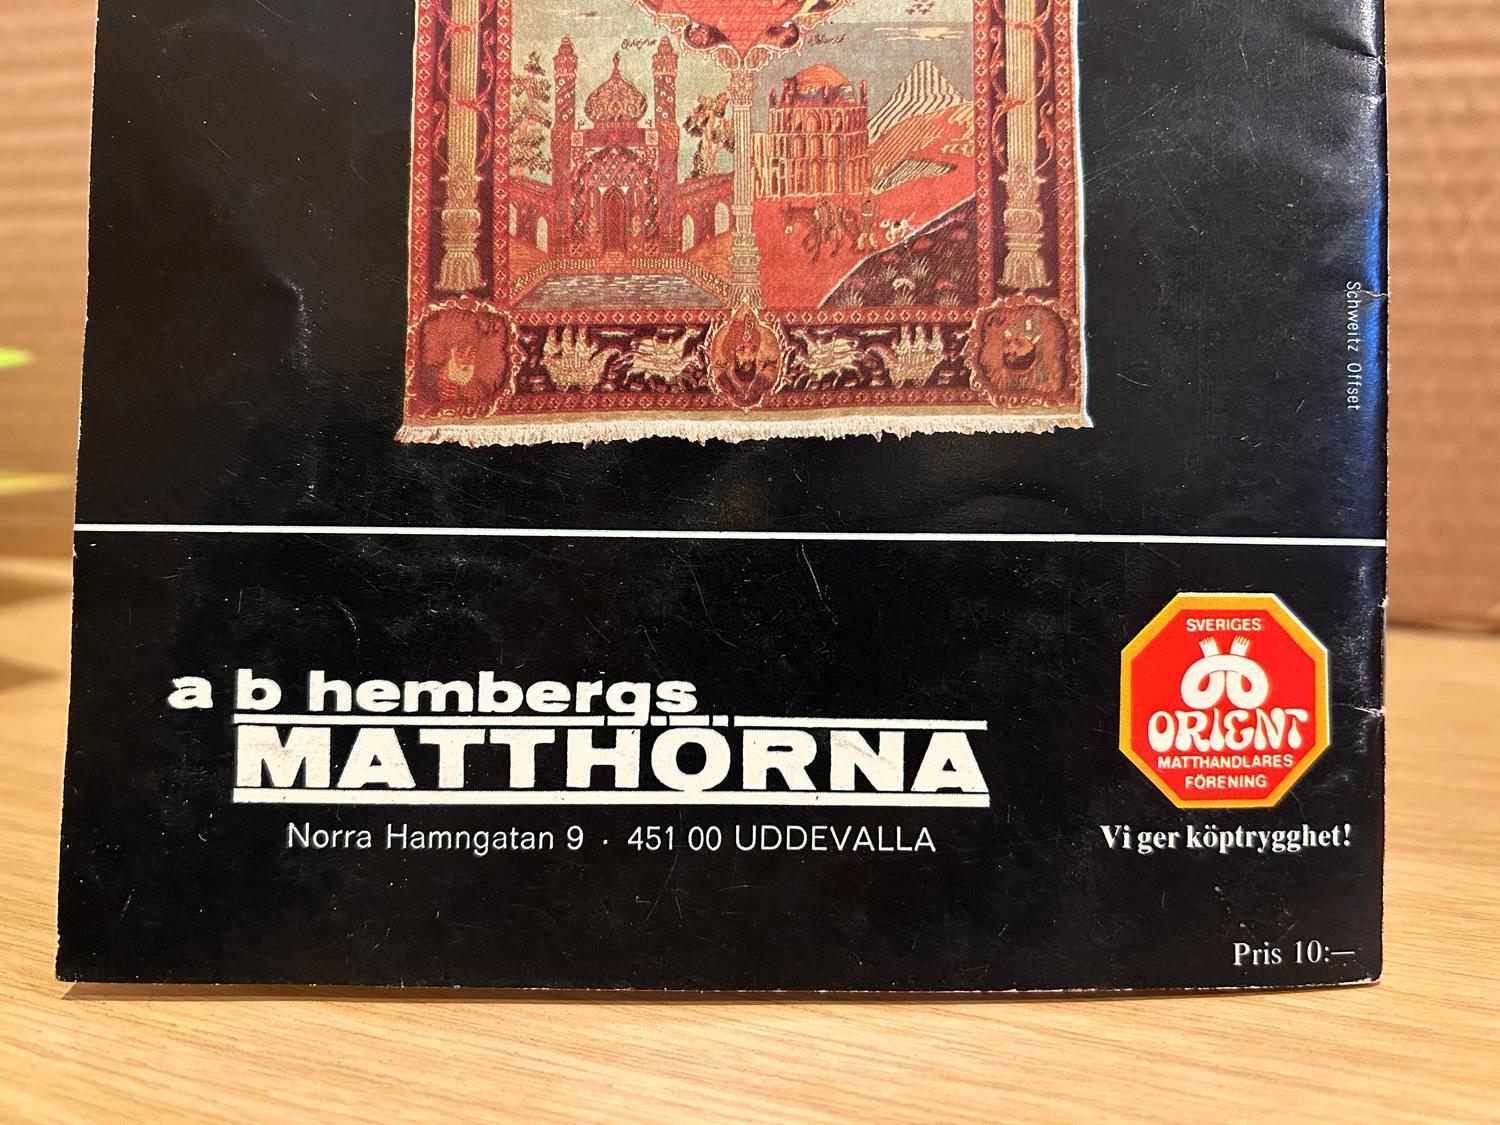 Schweitz Offset
a b hembergs
MATTHÖRNA
Norra Hamngatan 9 · 451 00 UDDEVALLA
SVERIGES
ORIENT
MATTHANDLARES
FÖRENING
Vi ger köptrygghet!
Pris 10:—